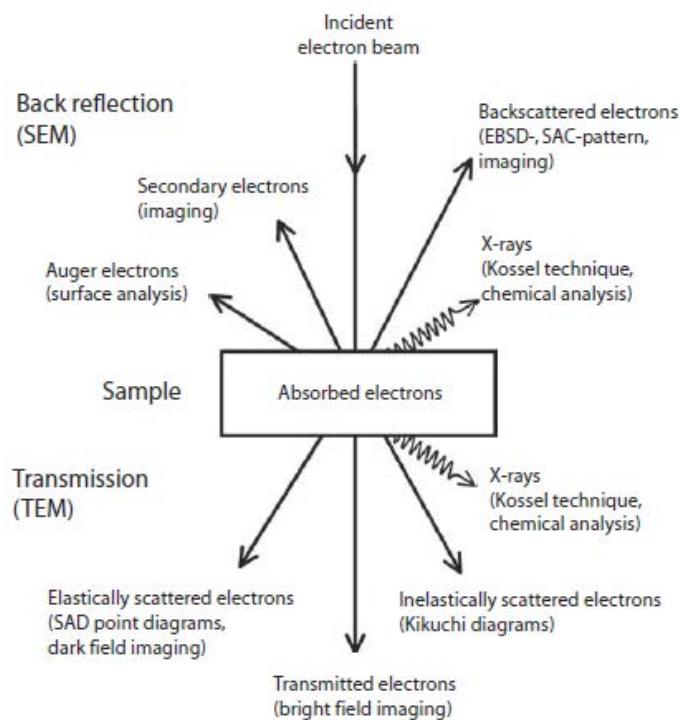 Incident
electron beam
Back reflection
(SEM)
Backscattered electrons
(EBSD-, SAC-pattern,
imaging)
Secondary electrons
(imaging)
X-rays
(Kossel technique,
chemical analysis)
Auger electrons
(surface analysis)
Sample
Absorbed electrons
Transmission
(TEM)
X-rays
(Kossel technique,
chemical analysis)
Elastically scattered electrons
(SAD point diagrams,
dark field imaging)
Inelastically scattered electrons
(Kikuchi diagrams)
Transmitted electrons
(bright field imaging)